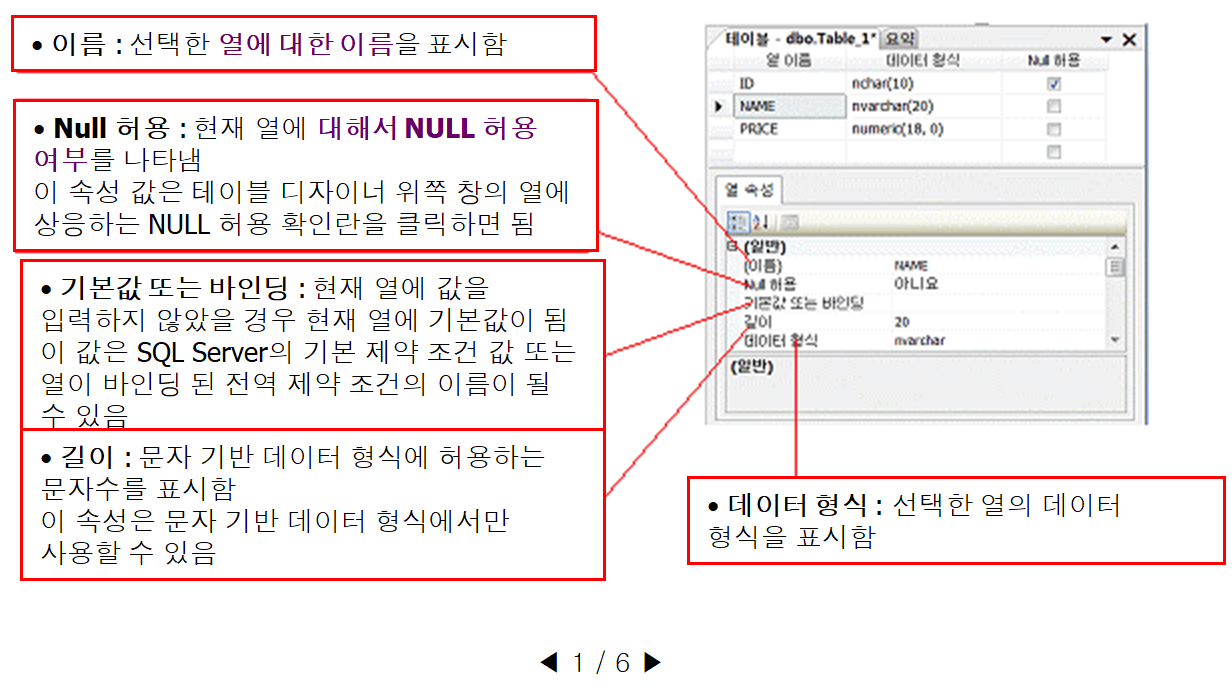 • 이름 : 선택한 열에 대한 이름을 표시함
• Null 허용 : 현재 열에 대해서 NULL 허용
여부를 나타냄
이 속성 값은 테이블 디자이너 위쪽 창의 열에
상응하는 NULL 허용 확인란을 클릭하면 됨
• 기본값 또는 바인딩 : 현재 열에 값을
입력하지 않았을 경우 현재 열에 기본값이 됨
이 값은 SQL Server의 기본 제약 조건 값 또는
열이 바인딩 된 전역 제약 조건의 이름이 될
수 있음
• 길이 : 문자 기반 데이터 형식에 허용하는
문자수를 표시함
이 속성은 문자 기반 데이터 형식에서만
사용할 수 있음
테이블 - dbo.Table_1* 요약
열 이름 데이터 형식 Null 허용
ID nchar(10)
NAME nvarchar(20)
PRICE numeric(18, 0)
열 속성
(일반)
(이름) NAME
Null 허용 아니요
기본값 또는 바인딩
길이 20
데이터 형식 nvarchar
(일반)
• 데이터 형식 : 선택한 열의 데이터
형식을 표시함
◀ 1 / 6 ▶